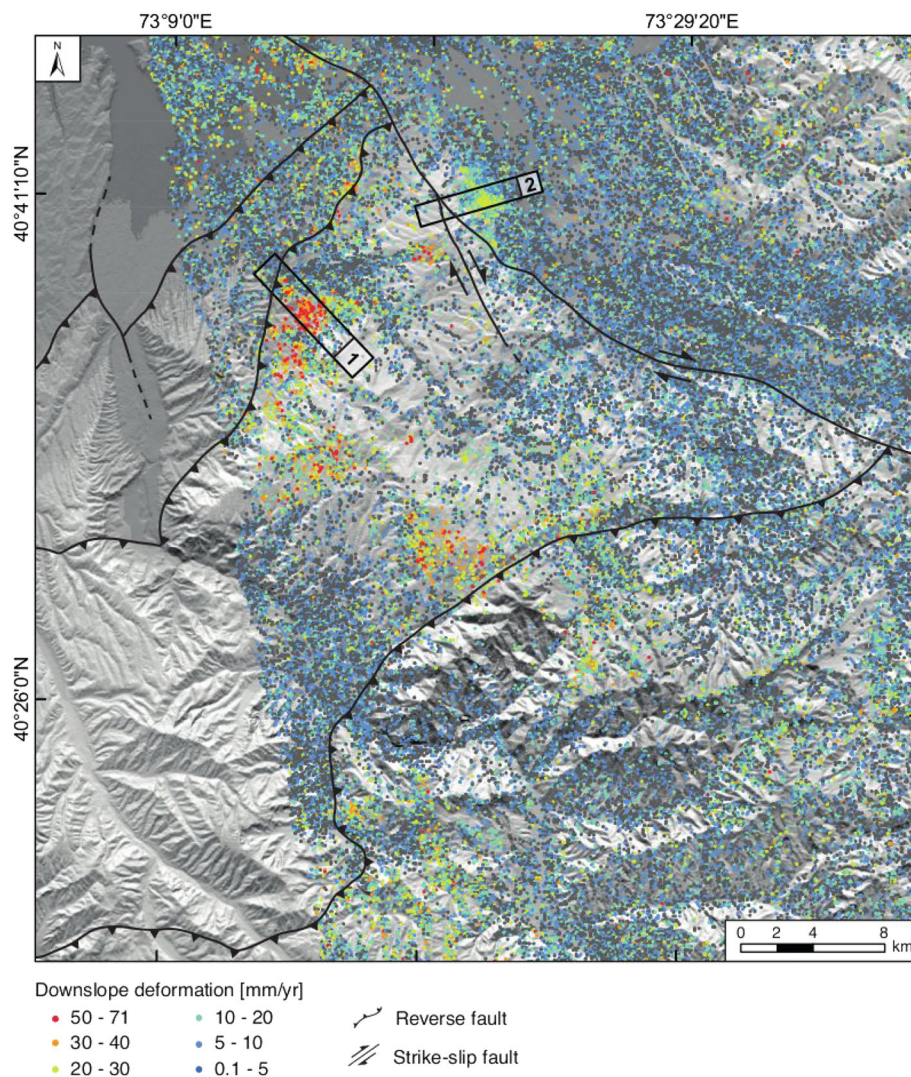 73°9'0"E
73°29'20"E
N
40°41'10"N
2
1
40°26'0"N
0 2 4 8
km
Downslope deformation [mm/yr]
50 - 71
10 - 20
Reverse fault
30 - 40
5 - 10
20 - 30
0.1 - 5
Strike-slip fault